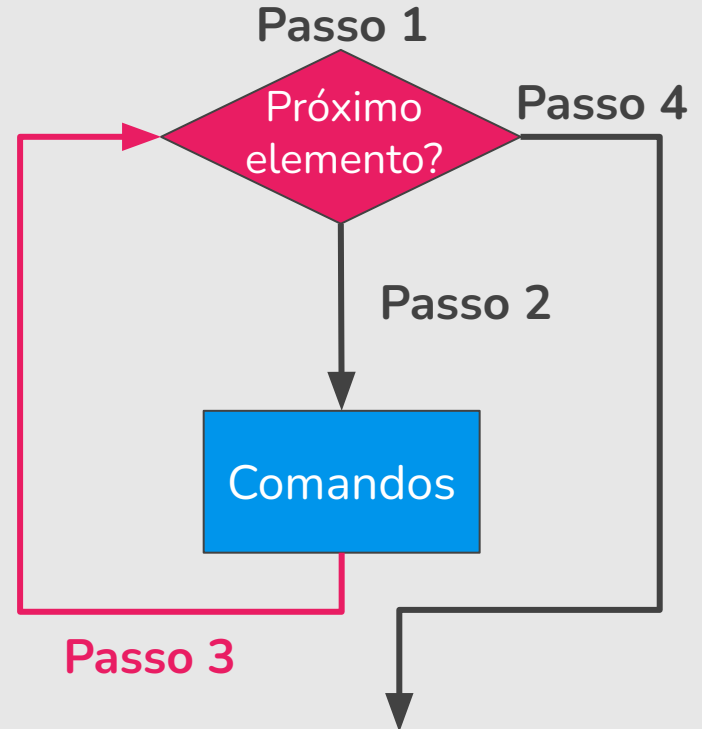 Passo 1
Próximo
elemento?
Passo 4
Passo 2
Comandos
Passo 3